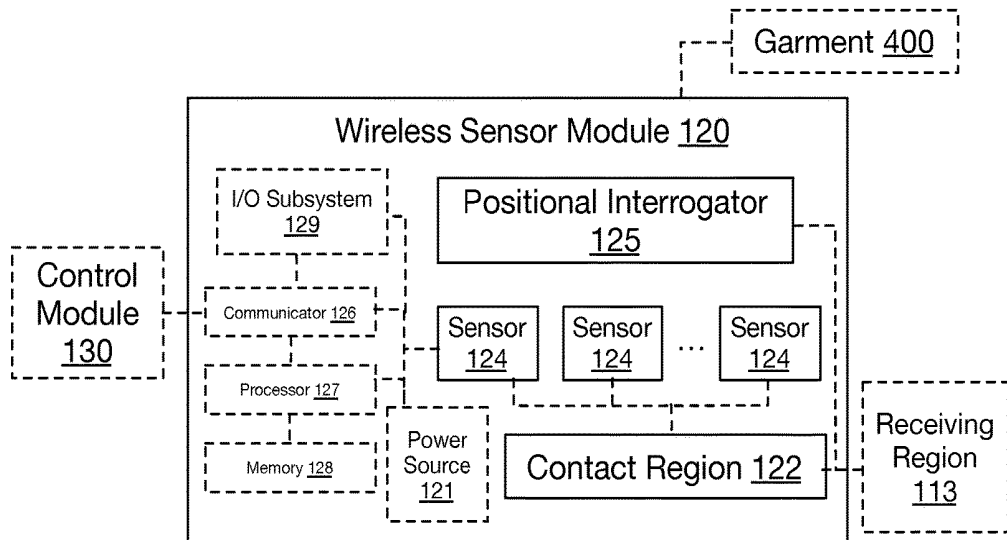 Garment 400
Wireless Sensor Module 120
I/O Subsystem
129
Positional Interrogator
125
Control
Module
130
Communicator 126
Sensor
124
Sensor
124
...
Sensor
124
Processor 127
Memory 128
Power
Source
121
Contact Region 122
Receiving
Region
113